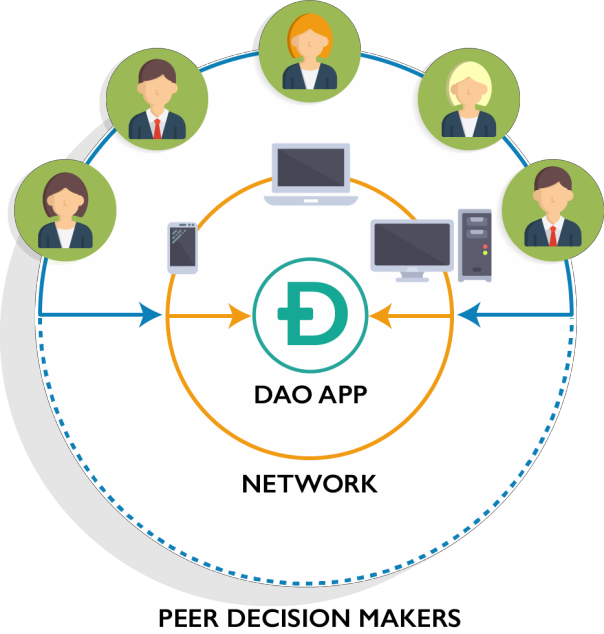 Đ
DAO APP
NETWORK
PEER DECISION MAKERS